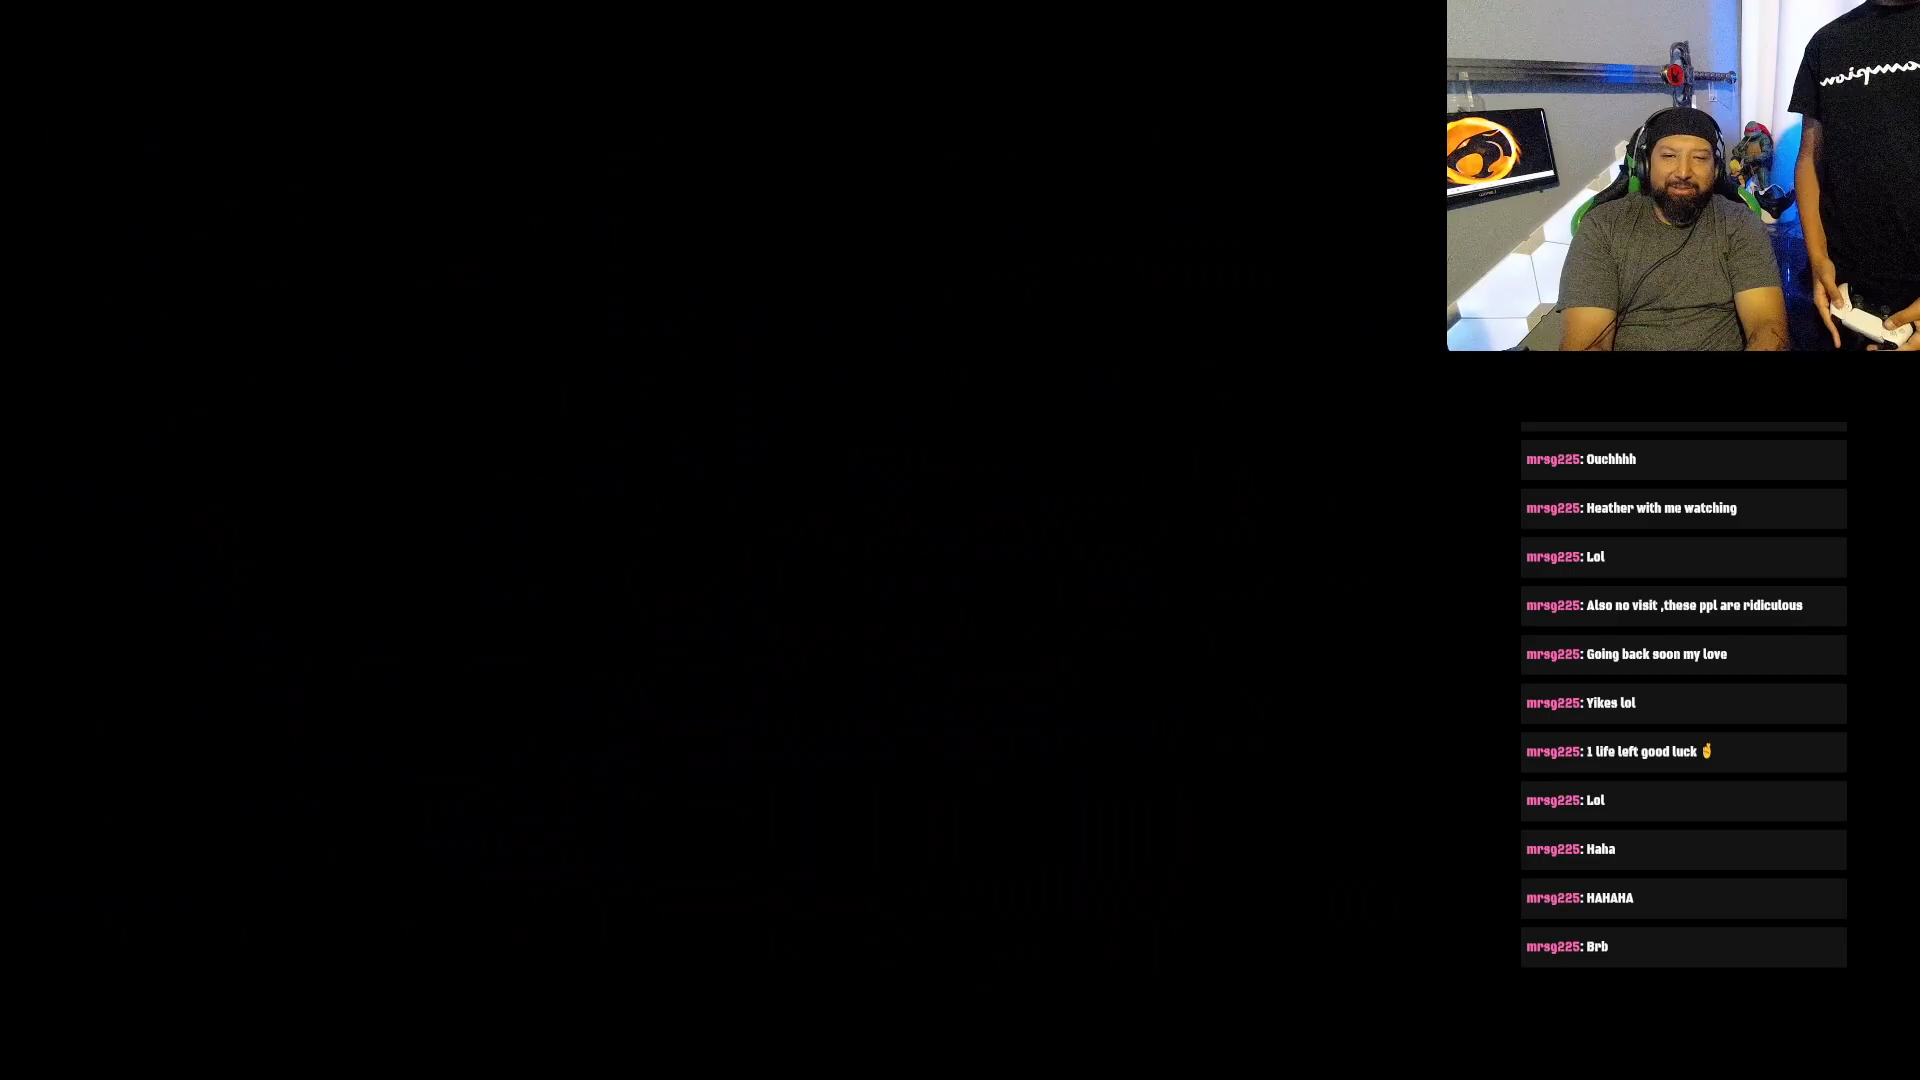 mrsg225: Ouchhhh
mrsg225: Heather with me watching
mrsg225: Lol
mrsg225: Also no visit ,these ppl are ridiculous
mrsg225: Going back soon my love
mrsg225: Yikes lol
mrsg225: 1 life left good luck 🤞
mrsg225: Lol
mrsg225: Haha
mrsg225: HAHAHA
mrsg225: Brb